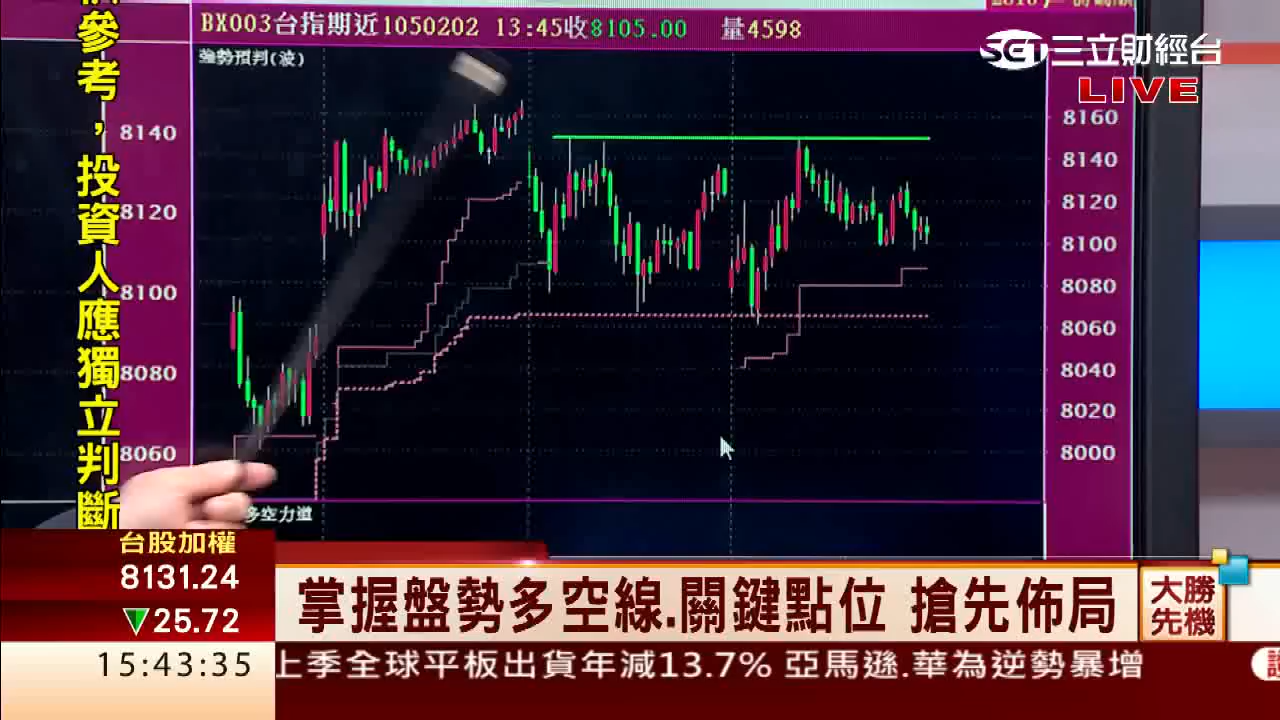 BX003台指期近1050202 13:45收8105.00 量4598
強勢預判(波)
SET三立財經台
LIVE
參考，投資人應獨立判斷
8140
8120
8100
8080
8060
8160
8140
8120
8100
8080
8060
8040
8020
8000
多空力道
台股加權
8131.24
▼25.72
15:43:35
掌握盤勢多空線.關鍵點位 搶先佈局
大勝
先機
上季全球平板出貨年減13.7% 亞馬遜.華為逆勢暴增